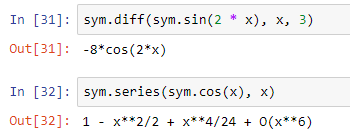 In [31]: sym.diff(sym.sin(2 * x), x, 3)
Out[31]: -8*cos(2*x)
In [32]: sym.series(sym.cos(x), x)
Out[32]: 1 - x**2/2 + x**4/24 + O(x**6)